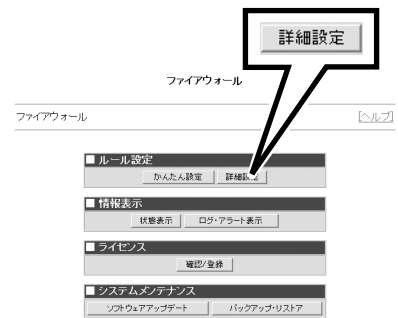 詳細設定
ファイアウォール
ファイアウォール [ヘルプ]
■ ルール設定
かんたん設定 詳細設定
■ 情報表示
状態表示 ログ・アラート表示
■ ライセンス
確認/登録
■ システムメンテナンス
ソフトウェアアップデート バックアップ・リストア